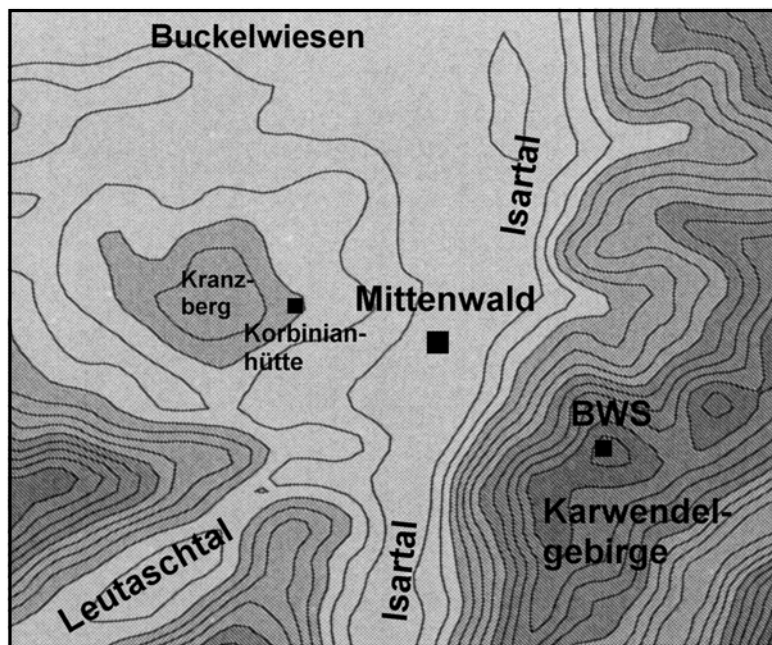 Buckelwiesen
Isartal
Kranz-
berg
Mittenwald
Korbinian-
hütte
BWS
Karwendel-
gebirge
Isartal
Leutaschtal